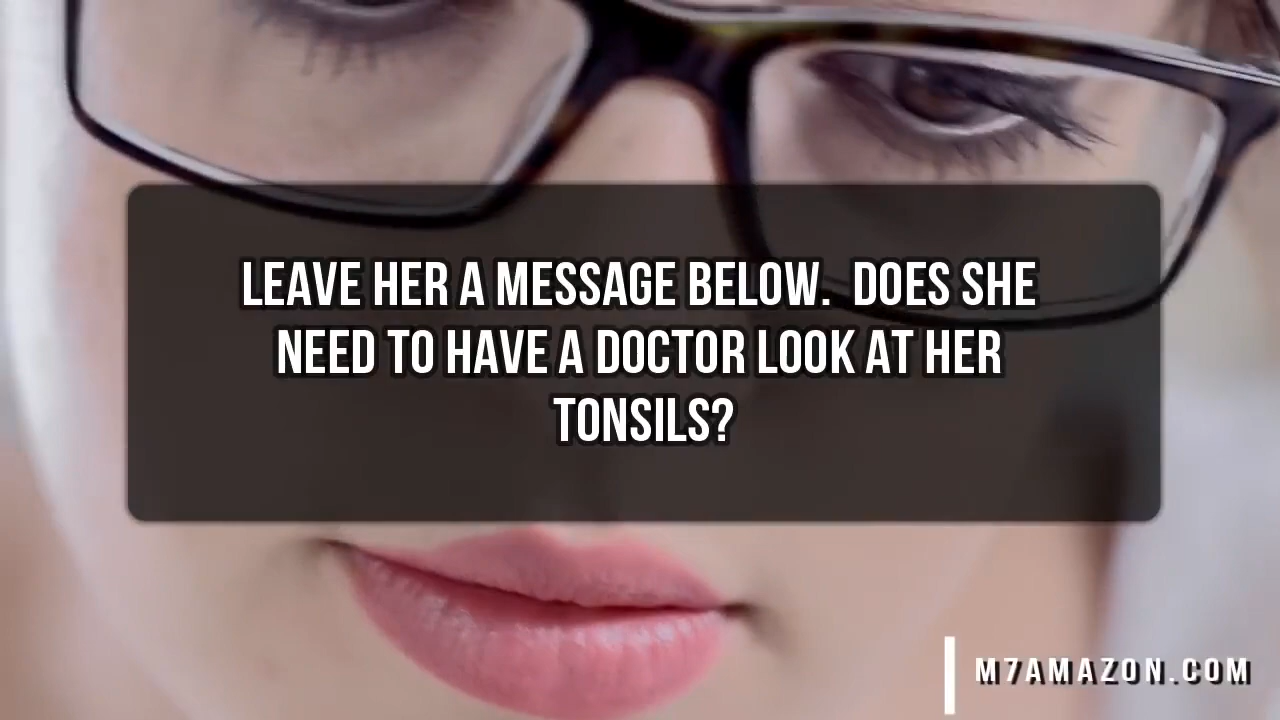 LEAVE HER A MESSAGE BELOW. DOES SHE
NEED TO HAVE A DOCTOR LOOK AT HER
TONSILS?
M7AMAZON.COM